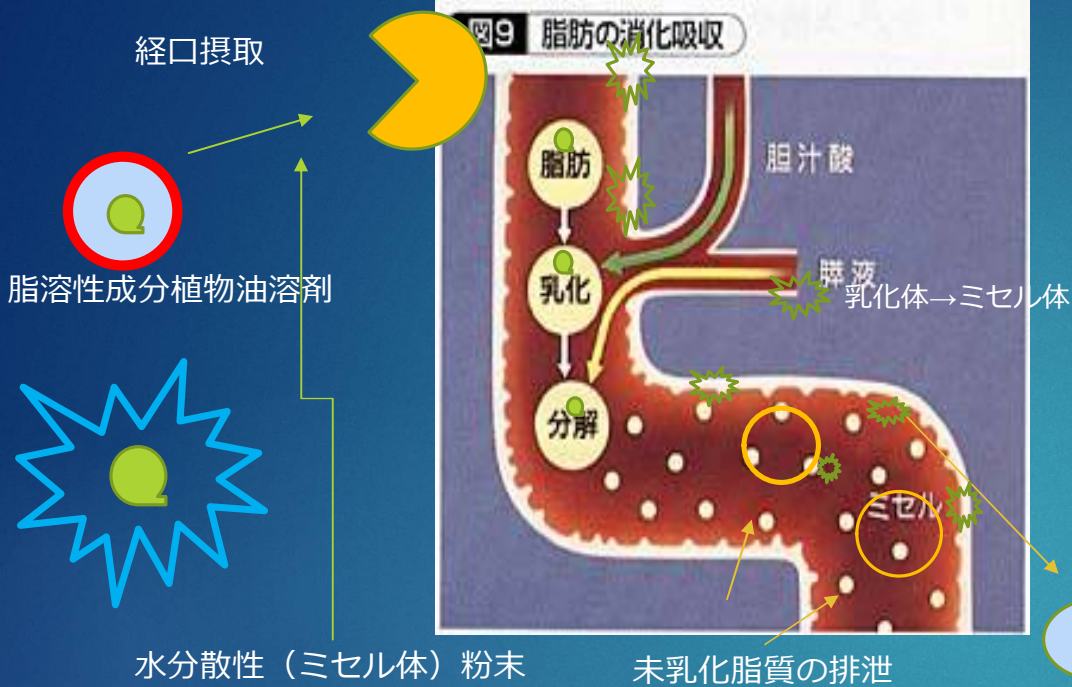 経口摂取
図9 脂肪の消化吸収
脂肪
胆汁酸
脂溶性成分植物油溶剤
乳化
膵液
乳化体→ミセル体
分解
ミセル
水分散性（ミセル体）粉末
未乳化脂質の排泄